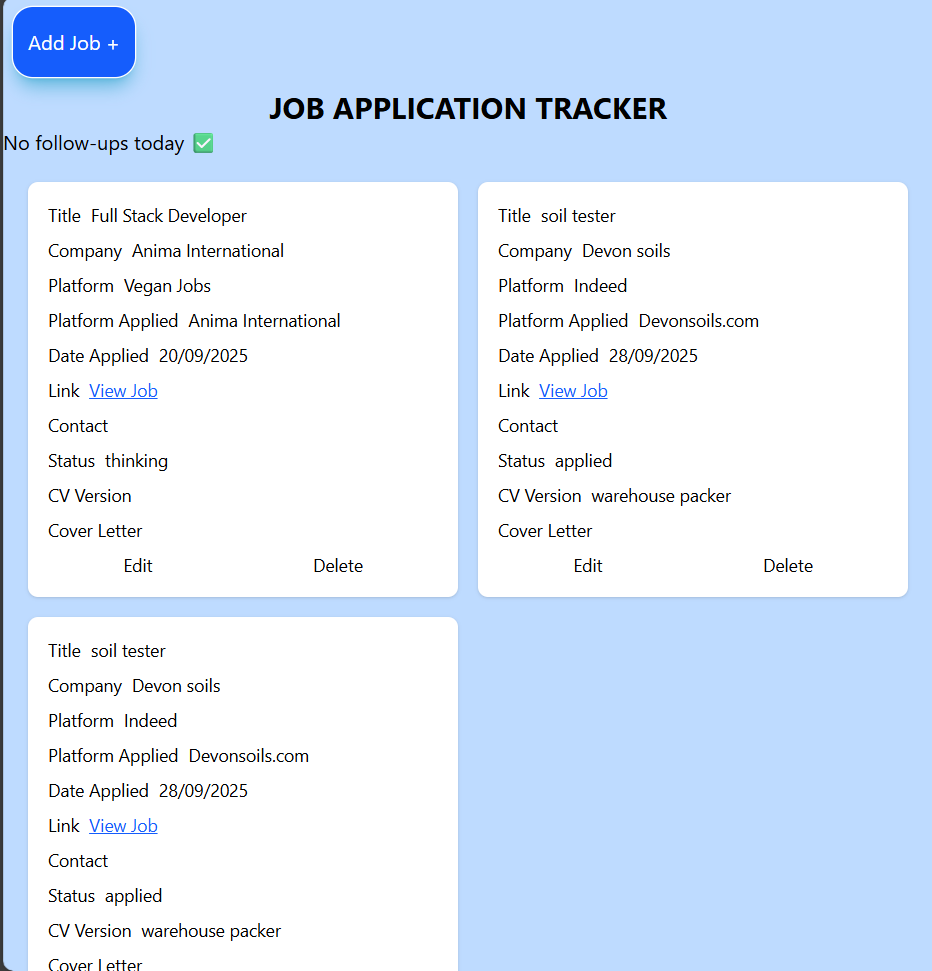 Add Job +
JOB APPLICATION TRACKER
No follow-ups today ✅
Title Full Stack Developer
Company Anima International
Platform Vegan Jobs
Platform Applied Anima International
Date Applied 20/09/2025
Link View Job
Contact
Status thinking
CV Version
Cover Letter
Edit Delete
Title soil tester
Company Devon soils
Platform Indeed
Platform Applied Devonsoils.com
Date Applied 28/09/2025
Link View Job
Contact
Status applied
CV Version warehouse packer
Cover Letter
Edit Delete
Title soil tester
Company Devon soils
Platform Indeed
Platform Applied Devonsoils.com
Date Applied 28/09/2025
Link View Job
Contact
Status applied
CV Version warehouse packer
Cover Letter